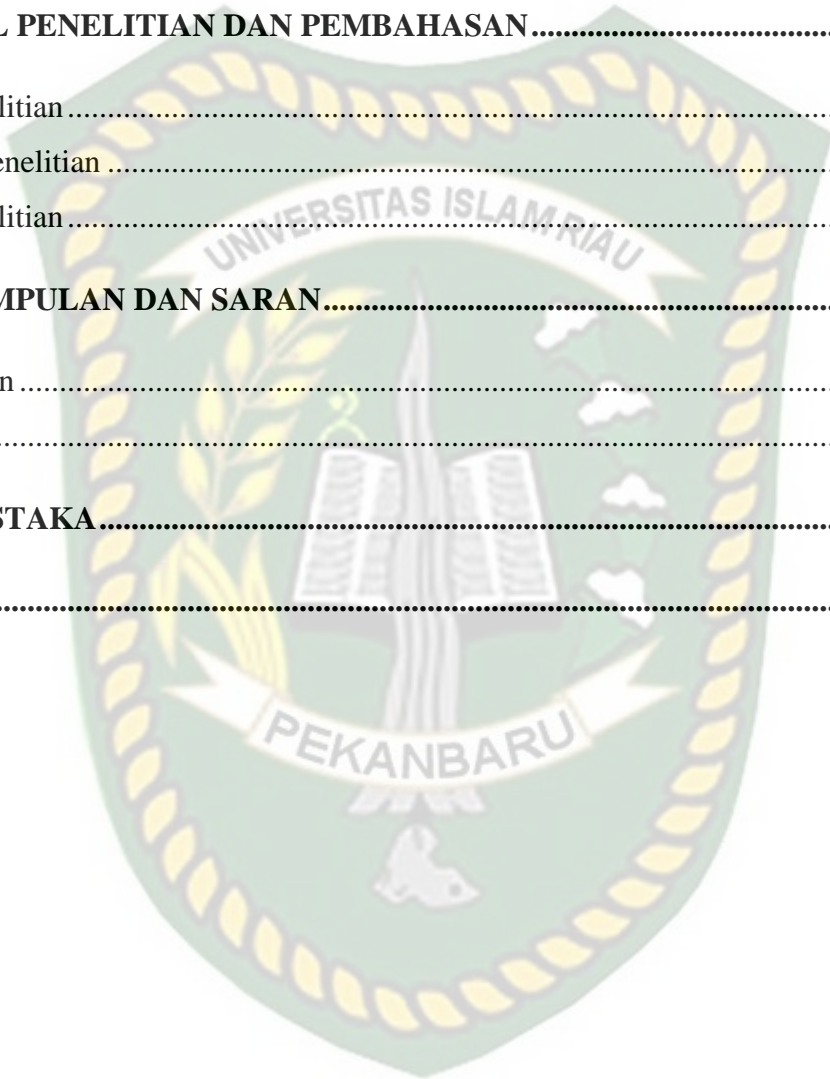 L PENELITIAN DAN PEMBAHASAN....................................
litian....................................................................................
enelitian ..............................................................................
litian....................................................................................
UNIVERSITAS ISLAM RIAU
MPULAN DAN SARAN............................................................
n ..........................................................................................
.............................................................................................
STAKA.....................................................................................
.............................................................................................
PEKANBARU